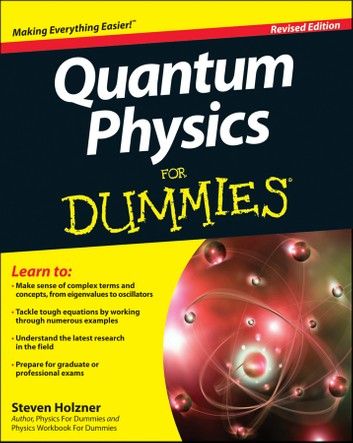 Making Everything Easier!™
Revised Edition
Quantum
Physics
FOR
DUMMIES®
Learn to:
• Make sense of complex terms and
concepts, from eigenvalues to oscillators
• Tackle tough equations by working
through numerous examples
• Understand the latest research
in the field
• Prepare for graduate or
professional exams
Steven Holzner
Author, Physics For Dummies and
Physics Workbook For Dummies